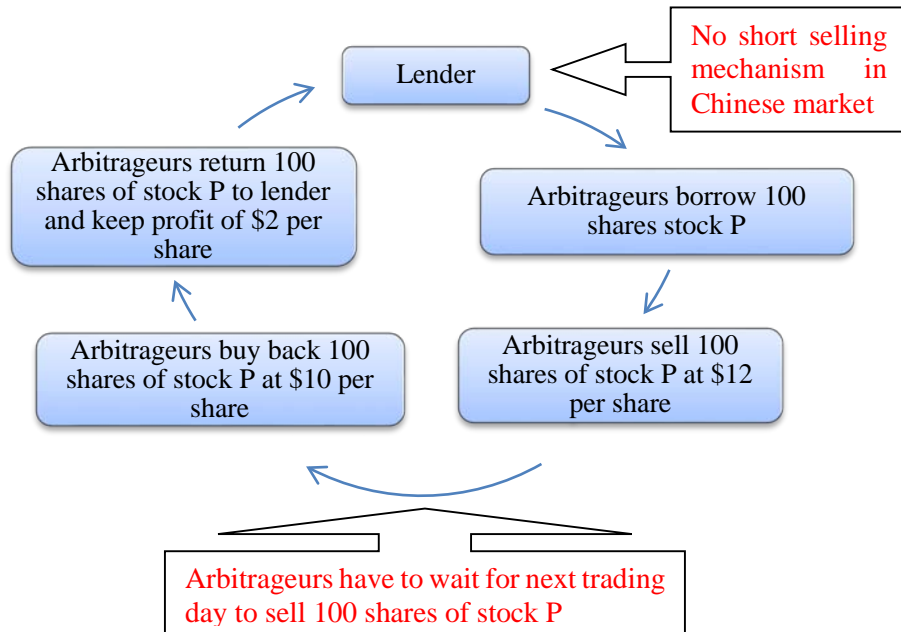 No short selling
mechanism in
Chinese market
Lender
Arbitrageurs return 100
shares of stock P to lender
and keep profit of $2 per
share
Arbitrageurs borrow 100
shares stock P
Arbitrageurs buy back 100
shares of stock P at $10 per
share
Arbitrageurs sell 100
shares of stock P at $12
per share
Arbitrageurs have to wait for next trading
day to sell 100 shares of stock P